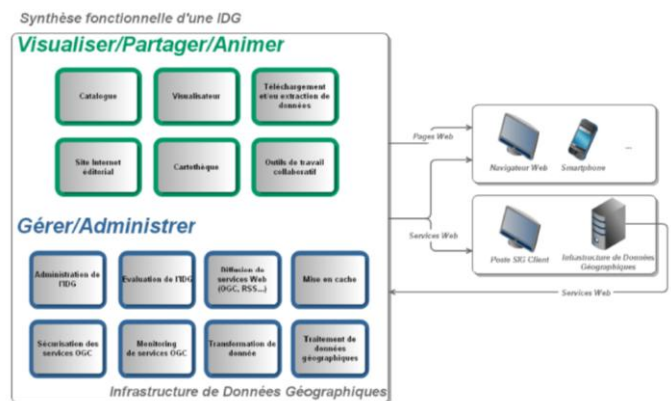 Synthèse fonctionnelle d'une IDG
Visualiser/Partager/Animer
Catalogue
Visualisateur
Téléchargement
et/ou extraction de
données
Site Internet
éditorial
Cartothèque
Outils de travail
collaboratif
Gérer/Administrer
Administration de
l'IDG
Evaluation de l'IDG
Diffusion de
services Web
(OGC, RSS...)
Mise en cache
Sécurisation des
services OGC
Monitoring
de services OGC
Transformation de
donnée
Traitement de
données
géographiques
Infrastructure de Données Géographiques
Pages Web
Services Web
Navigateur Web
Smartphone
...
Poste SIG Client
Infrastructure de Données
Géographiques
Services Web